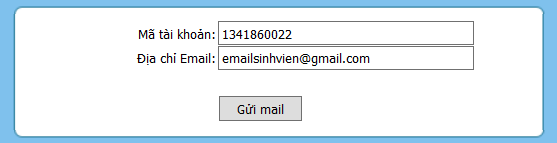 Mã tài khoản: 1341860022
Địa chỉ Email: emailsinhvien@gmail.com
Gửi mail